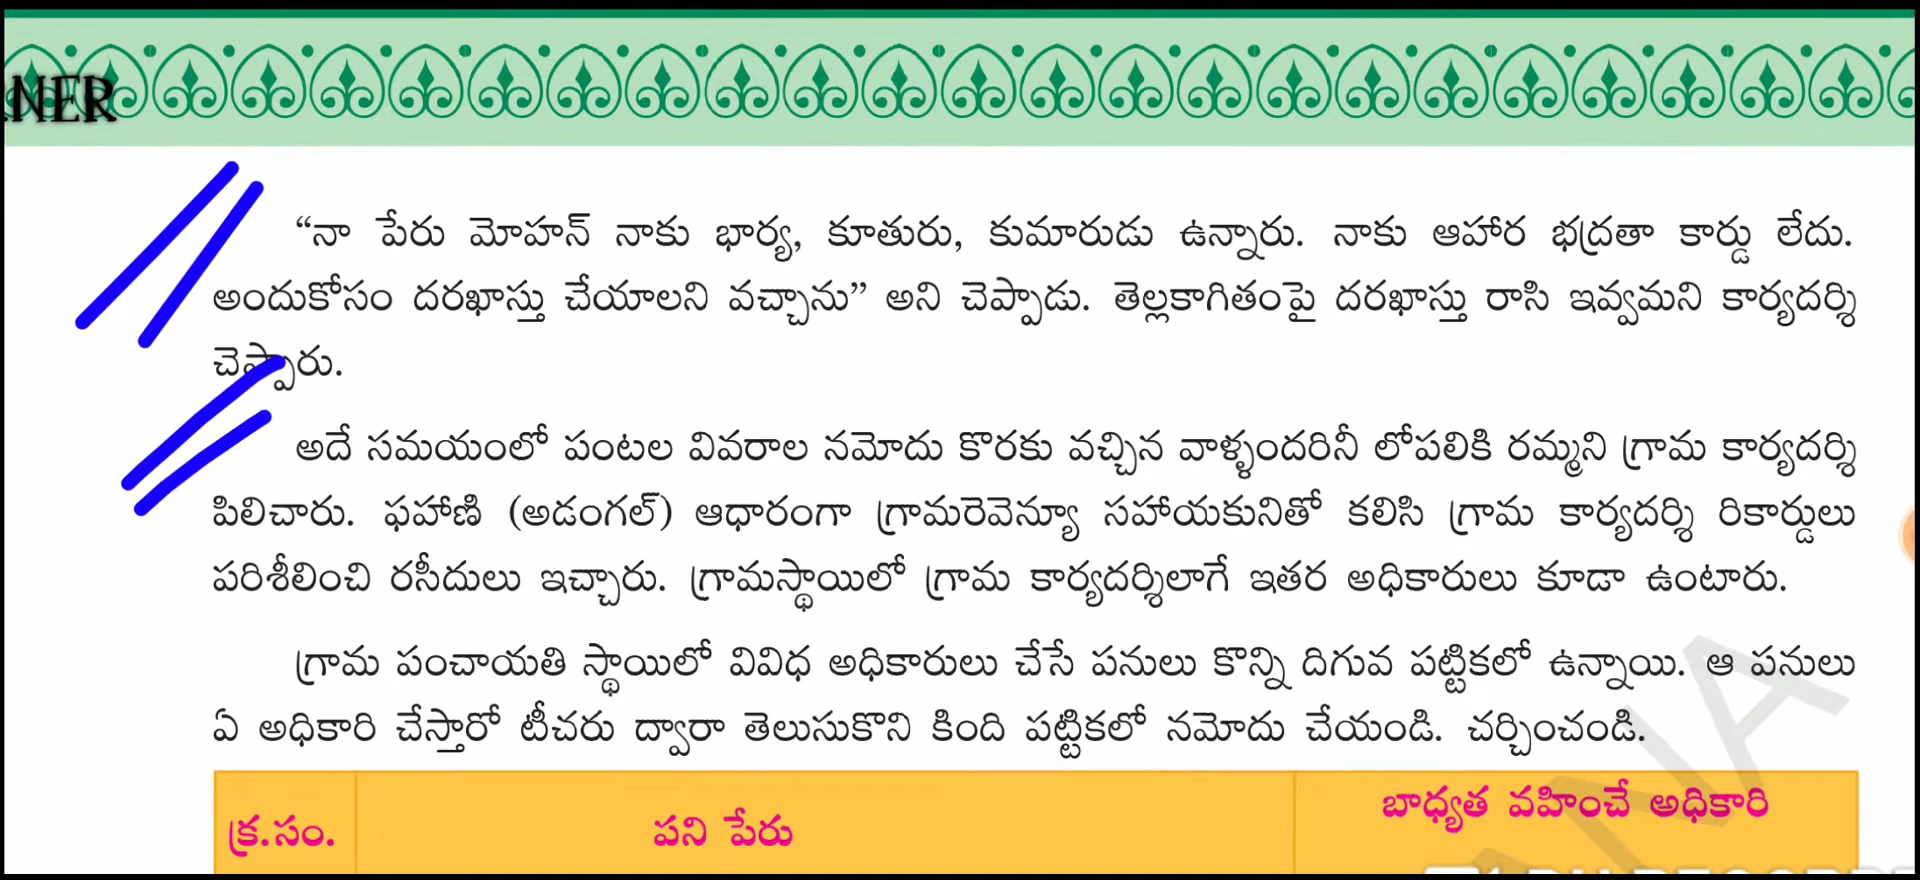 NER
“నా పేరు మోహన్ నాకు భార్య, కూతురు, కుమారుడు ఉన్నారు. నాకు ఆహార భద్రతా కార్డు లేదు.
అందుకోసం దరఖాస్తు చేయాలని వచ్చాను” అని చెప్పాడు. తెల్లకాగితంపై దరఖాస్తు రాసి ఇవ్వమని కార్యదర్శి
చెప్పారు.
అదే సమయంలో పంటల వివరాల నమోదు కొరకు వచ్చిన వాళ్ళందరినీ లోపలికి రమ్మని గ్రామ కార్యదర్శి
పిలిచారు. ఫహాణి (అడంగల్) ఆధారంగా గ్రామరెవెన్యూ సహాయకునితో కలిసి గ్రామ కార్యదర్శి రికార్డులు
పరిశీలించి రసీదులు ఇచ్చారు. గ్రామస్థాయిలో గ్రామ కార్యదర్శిలాగే ఇతర అధికారులు కూడా ఉంటారు.
గ్రామ పంచాయతి స్థాయిలో వివిధ అధికారులు చేసే పనులు కొన్ని దిగువ పట్టికలో ఉన్నాయి. ఆ పనులు
ఏ అధికారి చేస్తారో టీచరు ద్వారా తెలుసుకొని కింది పట్టికలో నమోదు చేయండి. చర్చించండి.
క్ర.సం. పని పేరు బాధ్యత వహించే అధికారి